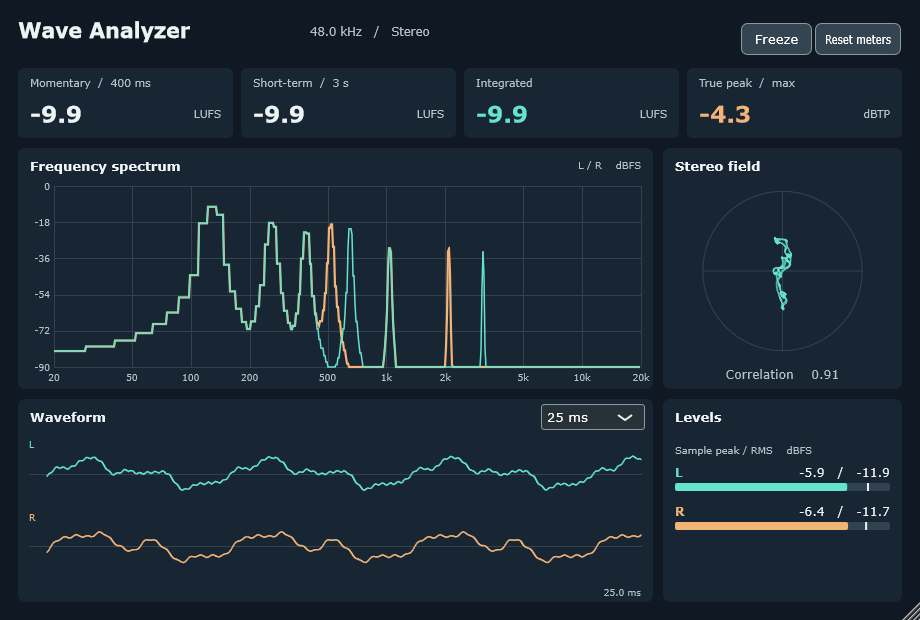 Wave Analyzer
48.0 kHz / Stereo
Freeze
Reset meters
Momentary / 400 ms
-9.9 LUFS
Short-term / 3 s
-9.9 LUFS
Integrated
-9.9 LUFS
True peak / max
-4.3 dBTP
Frequency spectrum
L / R dBFS
0
-18
-36
-54
-72
-90
20 50 100 200 500 1k 2k 5k 10k 20k
Stereo field
Correlation 0.91
Waveform
25 ms
L
R
25.0 ms
Levels
Sample peak / RMS dBFS
L -5.9 / -11.9
R -6.4 / -11.7